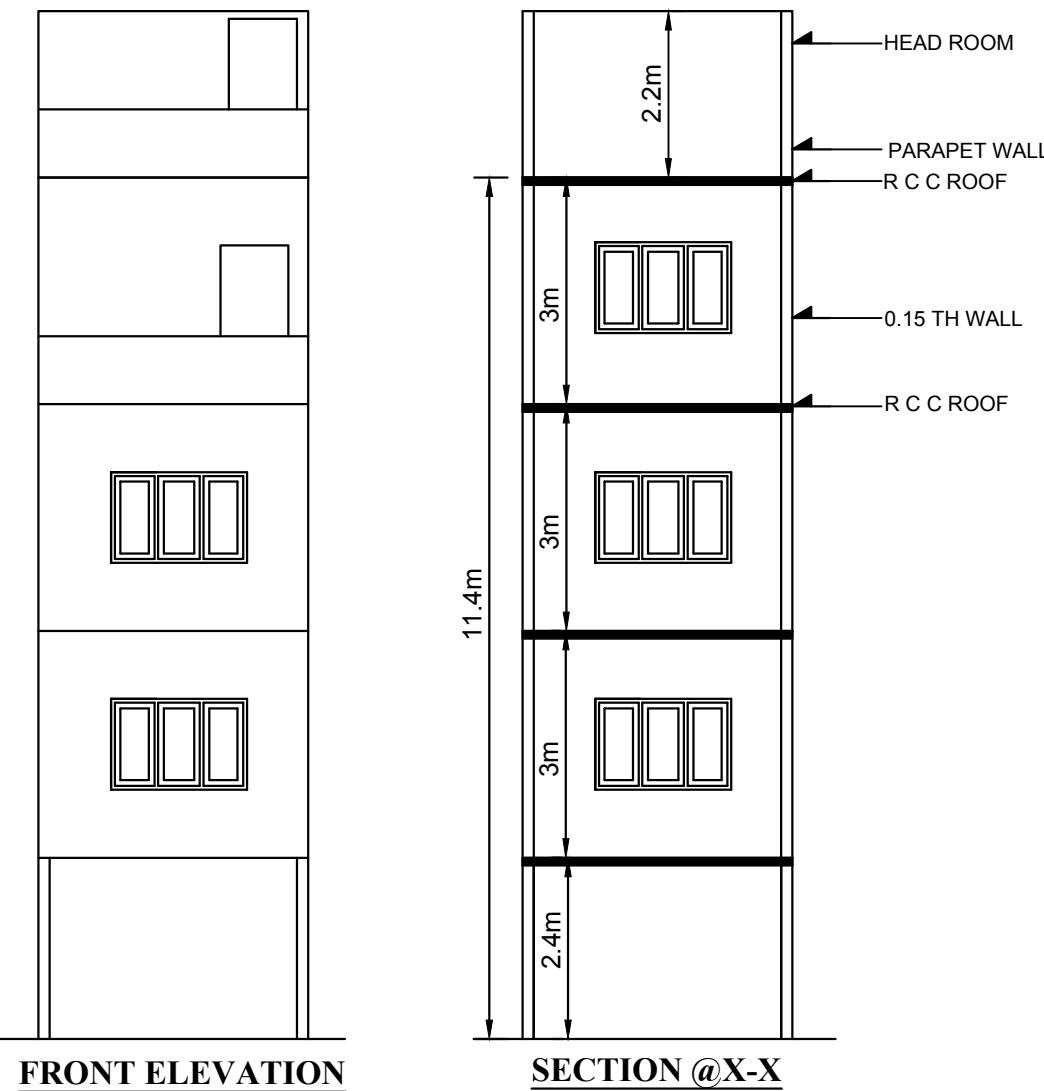 HEAD ROOM
2.2m
PARAPET WALL
R C C ROOF
3m
0.15 TH WALL
R C C ROOF
3m
11.4m
3m
2.4m
FRONT ELEVATION
SECTION @X-X